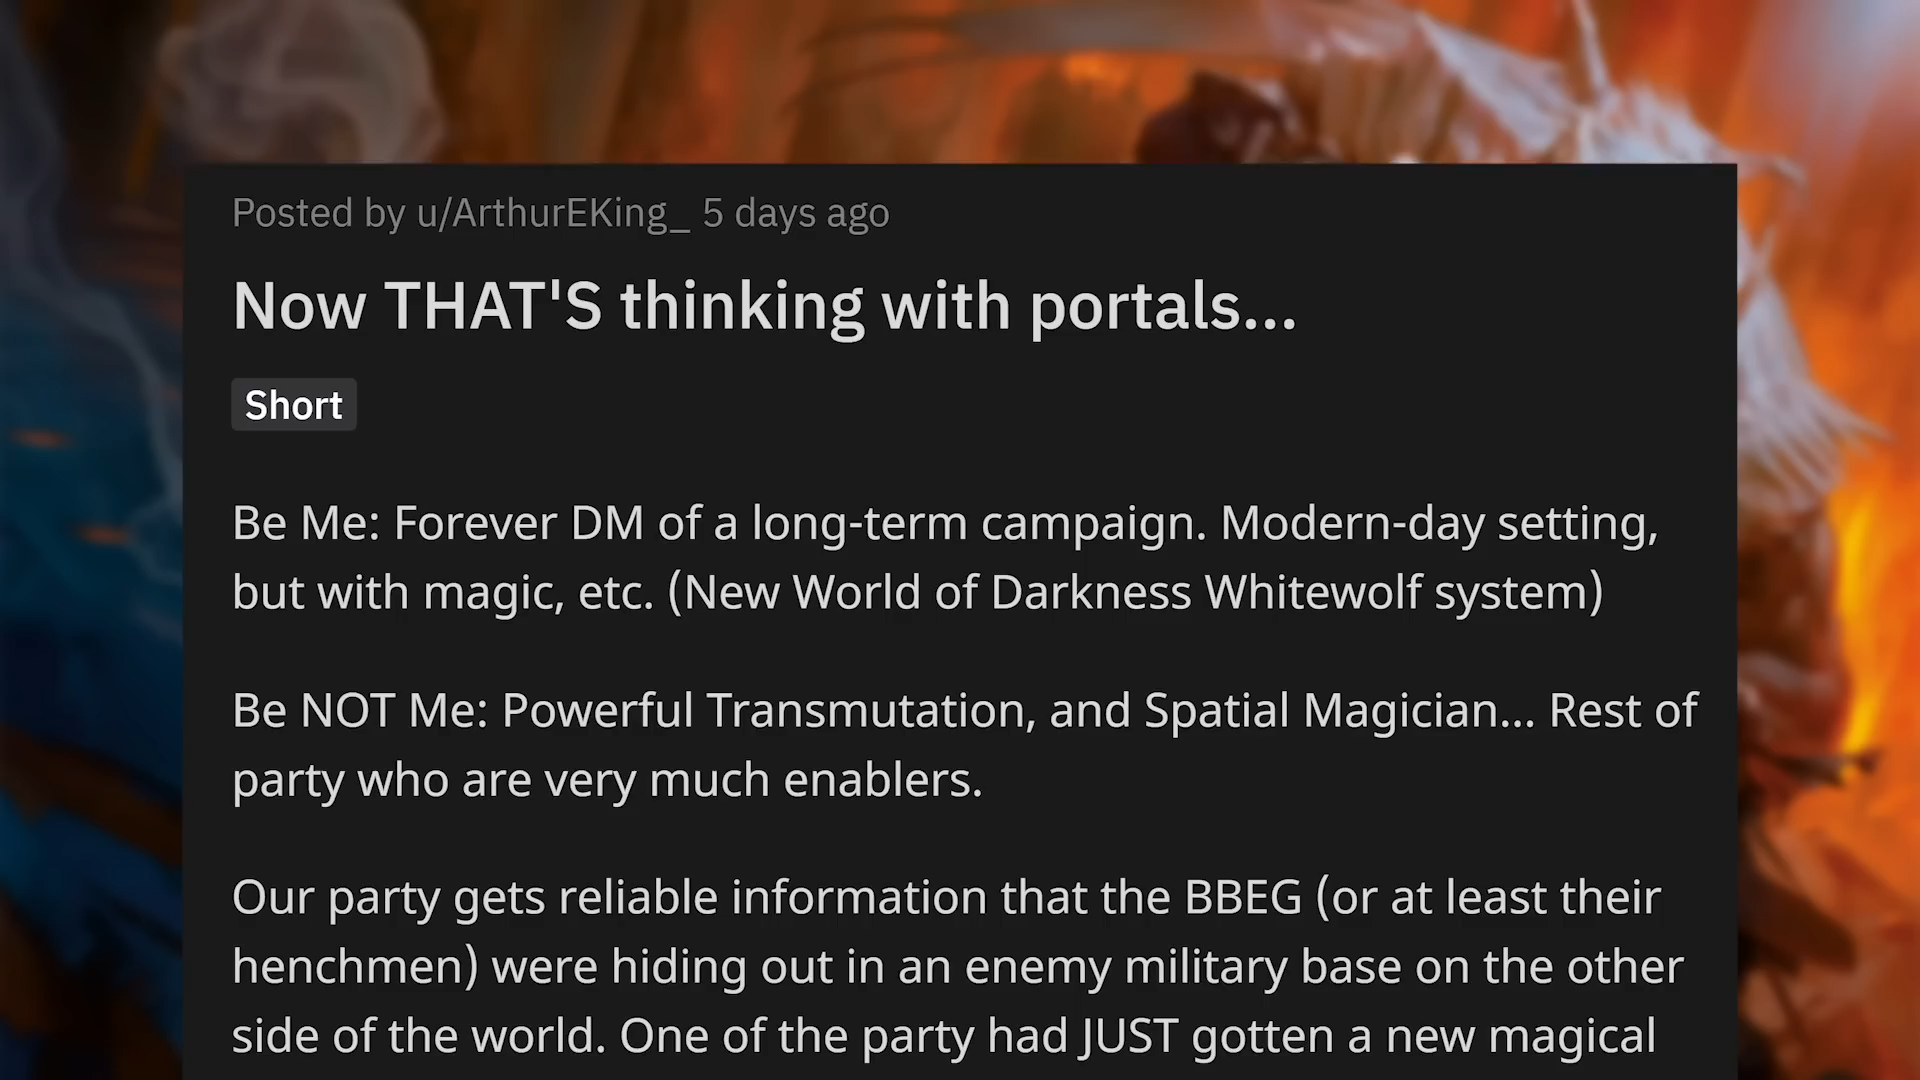 Posted by u/ArthurEKing_ 5 days ago
Now THAT'S thinking with portals...
Short
Be Me: Forever DM of a long-term campaign. Modern-day setting,
but with magic, etc. (New World of Darkness Whitewolf system)
Be NOT Me: Powerful Transmutation, and Spatial Magician... Rest of
party who are very much enablers.
Our party gets reliable information that the BBEG (or at least their
henchmen) were hiding out in an enemy military base on the other
side of the world. One of the party had JUST gotten a new magical